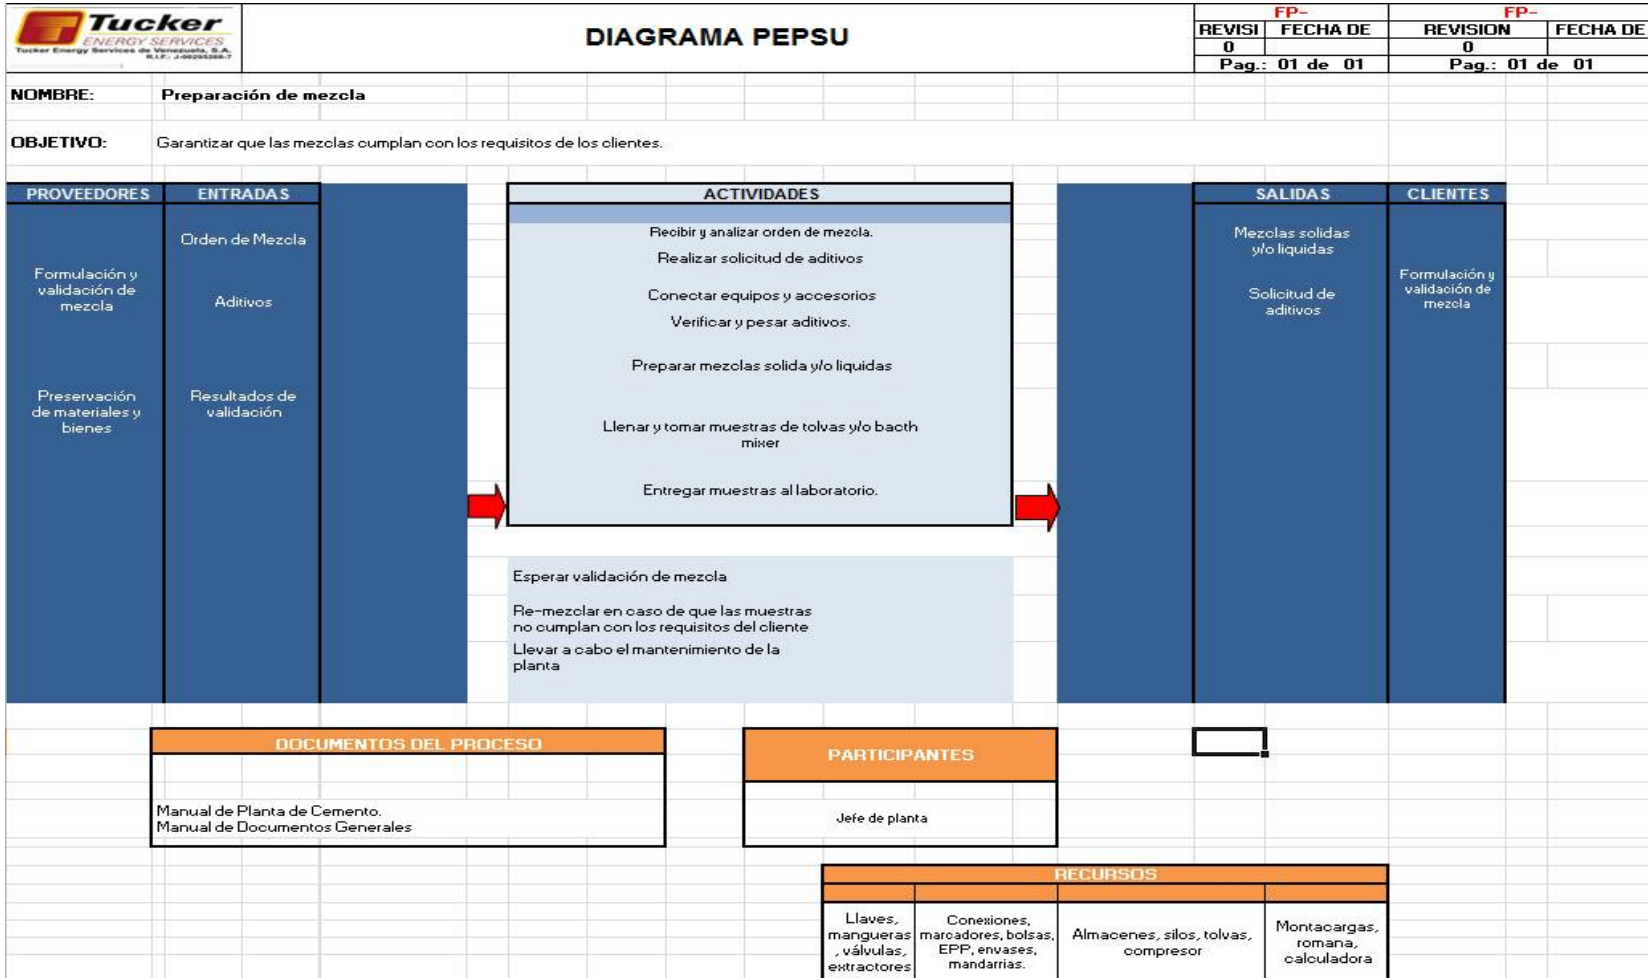 Tucker
ENERGY SERVICES
Tucker Energy Services de Venezuela, S.A.
R.I.F.: J-00295266-7
DIAGRAMA PEPSU
FP-
FP-
REVISI FECHA DE REVISION FECHA DE
0 0
Pag.: 01 de 01 Pag.: 01 de 01
NOMBRE: Preparación de mezcla
OBJETIVO: Garantizar que las mezclas cumplan con los requisitos de los clientes.
PROVEEDORES
Formulación y
validación de
mezcla
Preservación
de materiales y
bienes
ENTRADAS
Orden de Mezcla
Aditivos
Resultados de
validación
ACTIVIDADES
Recibir y analizar orden de mezcla.
Realizar solicitud de aditivos
Conectar equipos y accesorios
Verificar y pesar aditivos.
Preparar mezclas solida y/o liquidas
Llenar y tomar muestras de tolvas y/o bacth
mixer
Entregar muestras al laboratorio.
Esperar validación de mezcla
Re-mezclar en caso de que las muestras
no cumplan con los requisitos del cliente
Llevar a cabo el mantenimiento de la
planta
SALIDAS
Mezclas solidas
y/o liquidas
Solicitud de
aditivos
CLIENTES
Formulación y
validación de
mezcla
DOCUMENTOS DEL PROCESO
Manual de Planta de Cemento.
Manual de Documentos Generales
PARTICIPANTES
Jefe de planta
RECURSOS
Llaves,
mangueras
, válvulas,
extractores
Conexiones,
marcadores, bolsas,
EPP, envases,
mandarrias.
Almacenes, silos, tolvas,
compresor
Montacargas,
romana,
calculadora